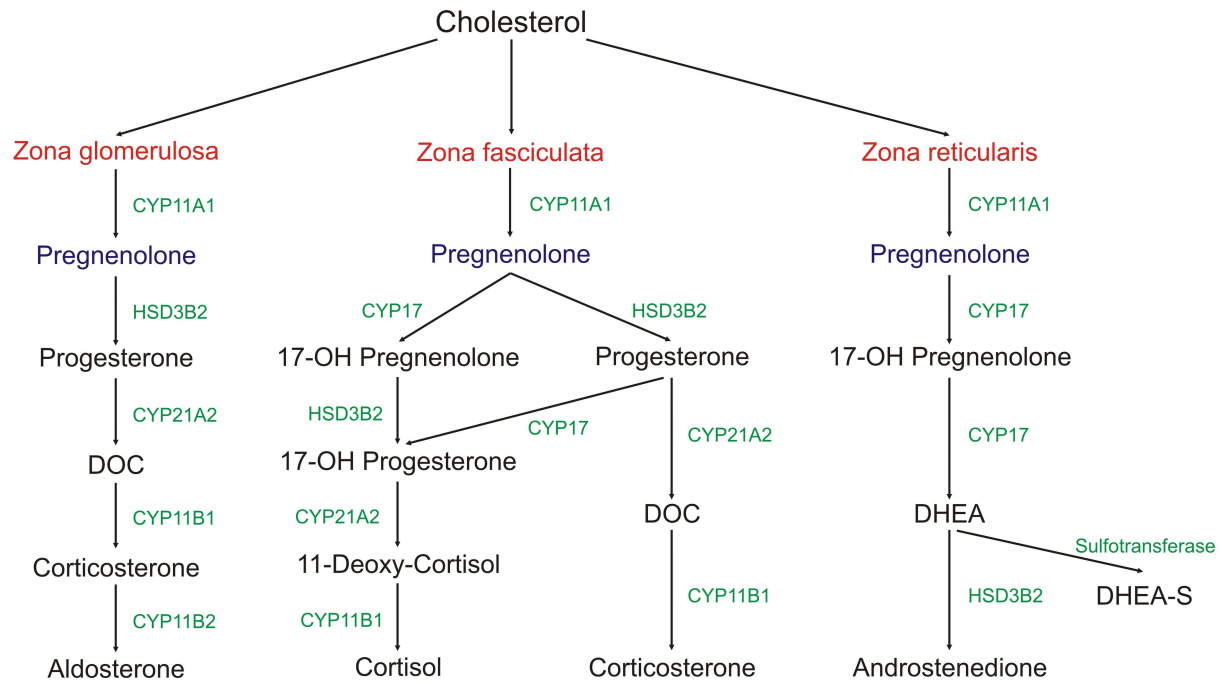 Cholesterol
Zona glomerulosa
Zona fasciculata
Zona reticularis
CYP11A1
CYP11A1
CYP11A1
Pregnenolone
Pregnenolone
Pregnenolone
HSD3B2
CYP17
HSD3B2
CYP17
Progesterone
17-OH Pregnenolone
Progesterone
17-OH Pregnenolone
CYP21A2
HSD3B2
CYP17
CYP21A2
CYP17
DOC
17-OH Progesterone
CYP11B1
CYP21A2
DOC
DHEA
Sulfotransferase
Corticosterone
11-Deoxy-Cortisol
CYP11B2
CYP11B1
CYP11B1
HSD3B2
DHEA-S
Aldosterone
Cortisol
Corticosterone
Androstenedione